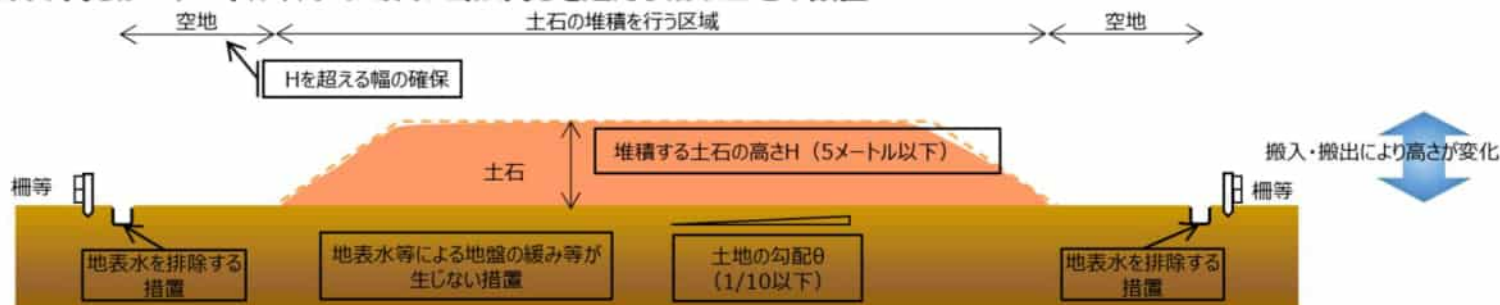 空地
土石の堆積を行う区域
空地
Hを超える幅の確保
堆積する土石の高さH（5メートル以下）
搬入・搬出により高さが変化
土石
柵等
柵等
地表水を排除する
措置
地表水等による地盤の緩み等が
生じない措置
土地の勾配θ
（1/10以下）
地表水を排除する
措置